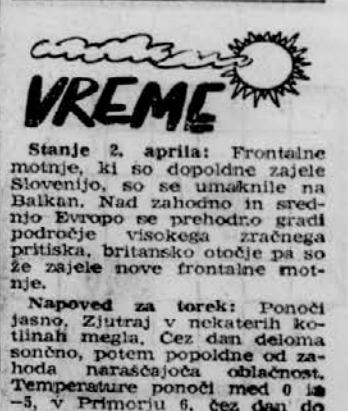 VREME
Stanje 2. aprila: Frontalne
motnje, ki so dopoldne zajele
Slovenijo, so se umaknile na
Balkan. Nad zahodno in sred-
njo Evropo se prehodno gradi
področje visokega zračnega
pritiska, britansko otočje pa so
že zajele nove frontalne mot-
nje.
Napoved za torek: Ponoči
jasno. Zjutraj v nekaterih ko-
tlinah megla. Čez dan deloma
sončno, potem popoldne od za-
hoda naraščajoča oblačnost.
Temperature ponoči med 0 in
-5, v Primorju 6, čez dan do